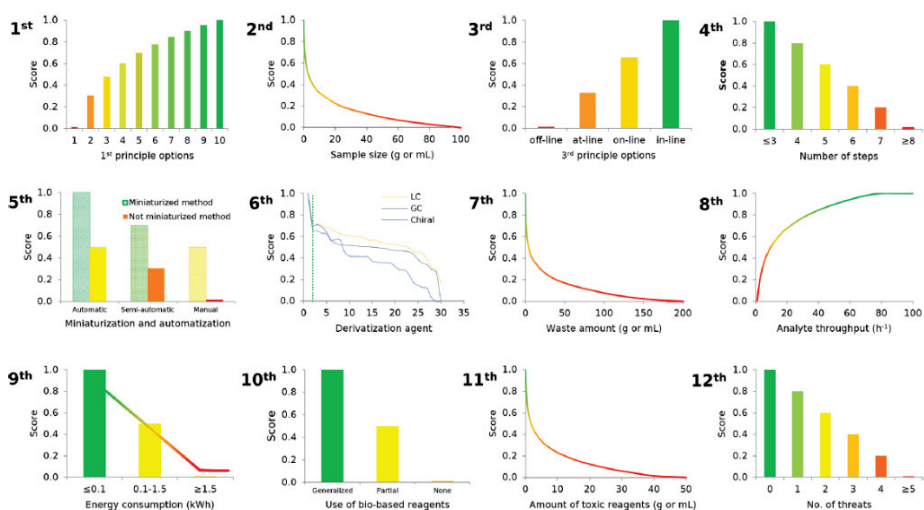 1st
Score
1.0
0.8
0.6
0.4
0.2
0.0
1 2 3 4 5 6 7 8 9 10
1st principle options
2nd
Score
1.0
0.8
0.6
0.4
0.2
0.0
0 20 40 60 80 100
Sample size (g or mL)
3rd
Score
1.0
0.8
0.6
0.4
0.2
0.0
off-line at-line on-line in-line
3rd principle options
4th
Score
1.0
0.8
0.6
0.4
0.2
0.0
≤3 4 5 6 7 ≥8
Number of steps
5th
Score
1.0
0.8
0.6
0.4
0.2
0.0
Miniaturized method
Not miniaturized method
Automatic Semi-automatic Manual
Miniaturization and automatization
6th
Score
1.0
0.8
0.6
0.4
0.2
0.0
LC
GC
Chiral
0 5 10 15 20 25 30 35
Derivatization agent
7th
Score
1.0
0.8
0.6
0.4
0.2
0.0
0 50 100 150 200
Waste amount (g or mL)
8th
Score
1.0
0.8
0.6
0.4
0.2
0.0
0 20 40 60 80 100
Analyte throughput (h⁻¹)
9th
Score
1.0
0.8
0.6
0.4
0.2
0.0
≤0.1 0.1-1.5 ≥1.5
Energy consumption (kWh)
10th
Score
1.0
0.8
0.6
0.4
0.2
0.0
Generalized Partial None
Use of bio-based reagents
11th
Score
1.0
0.8
0.6
0.4
0.2
0.0
0 10 20 30 40 50
Amount of toxic reagents (g or mL)
12th
Score
1.0
0.8
0.6
0.4
0.2
0.0
0 1 2 3 4 ≥5
No. of threats